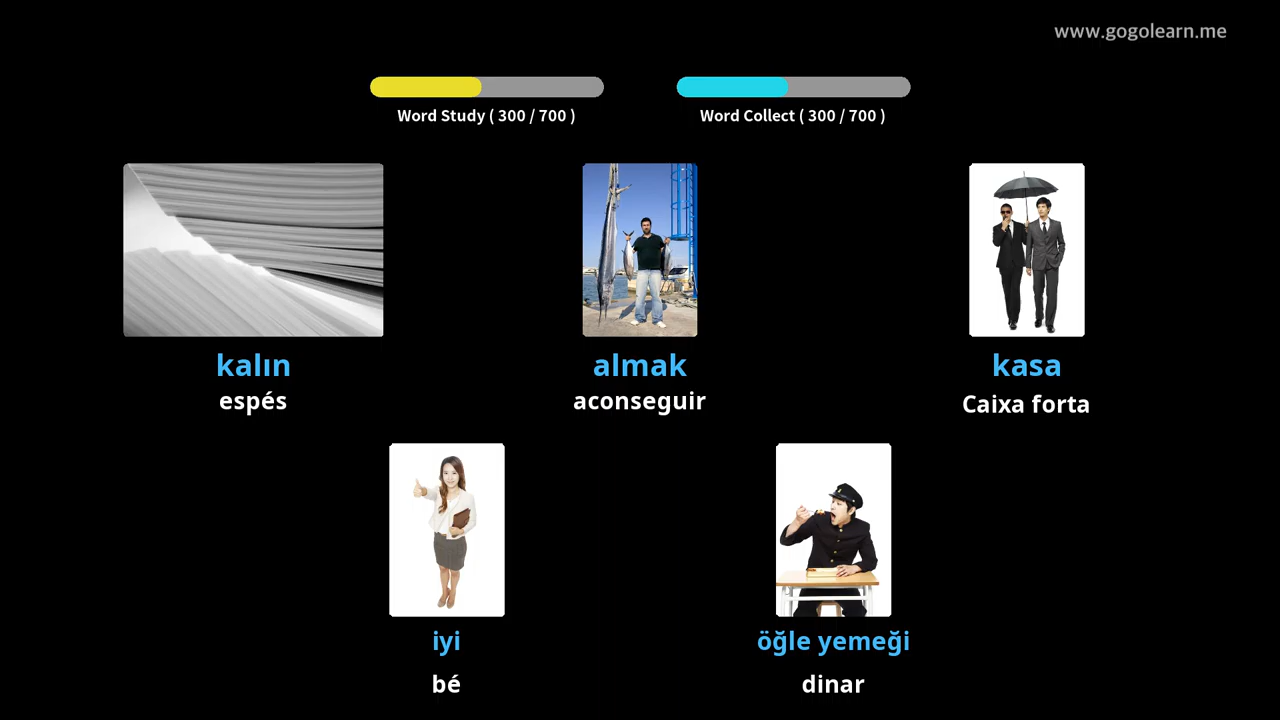 www.gogolearn.me
Word Study ( 300 / 700 )
Word Collect ( 300 / 700 )
kalın
espés
almak
aconseguir
kasa
Caixa forta
iyi
bé
öğle yemeği
dinar